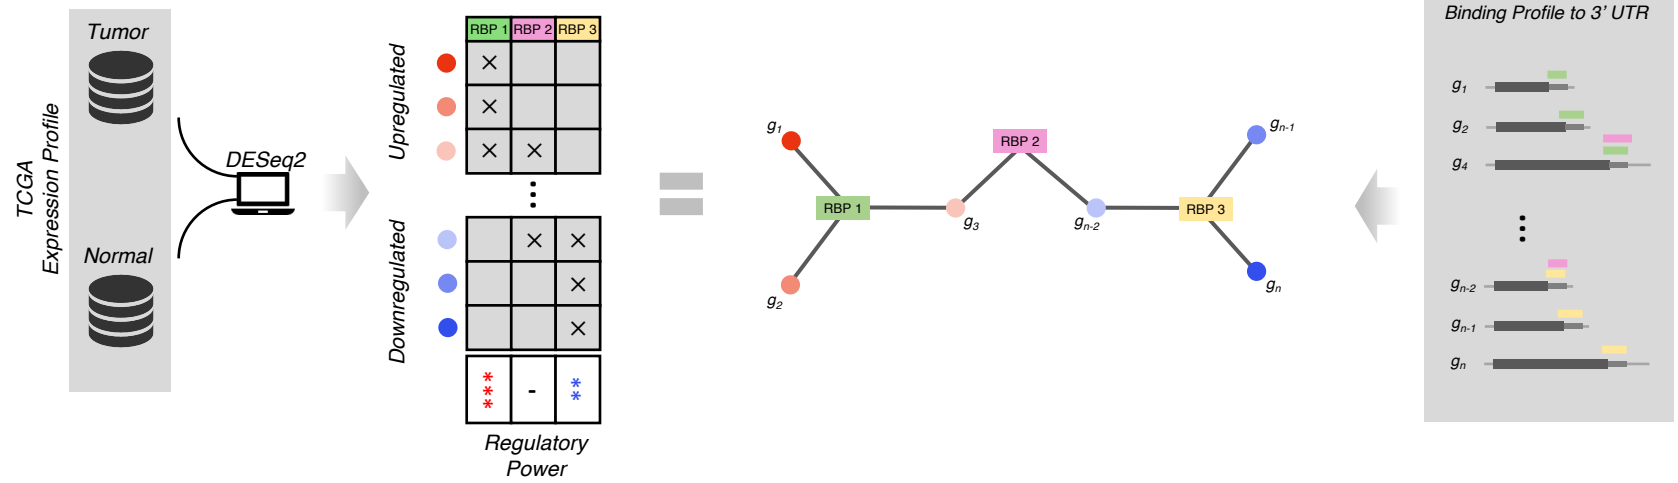 TCGA
Expression Profile
Tumor
Normal
DESeq2
Upregulated
Downregulated
RBP 1 RBP 2 RBP 3
× 
×
× ×
× ×
×
×
*** - **
Regulatory
Power
g1
g2
RBP 1
g3
RBP 2
gn-2
RBP 3
gn-1
gn
Binding Profile to 3' UTR
g1
g2
g4
gn-2
gn-1
gn